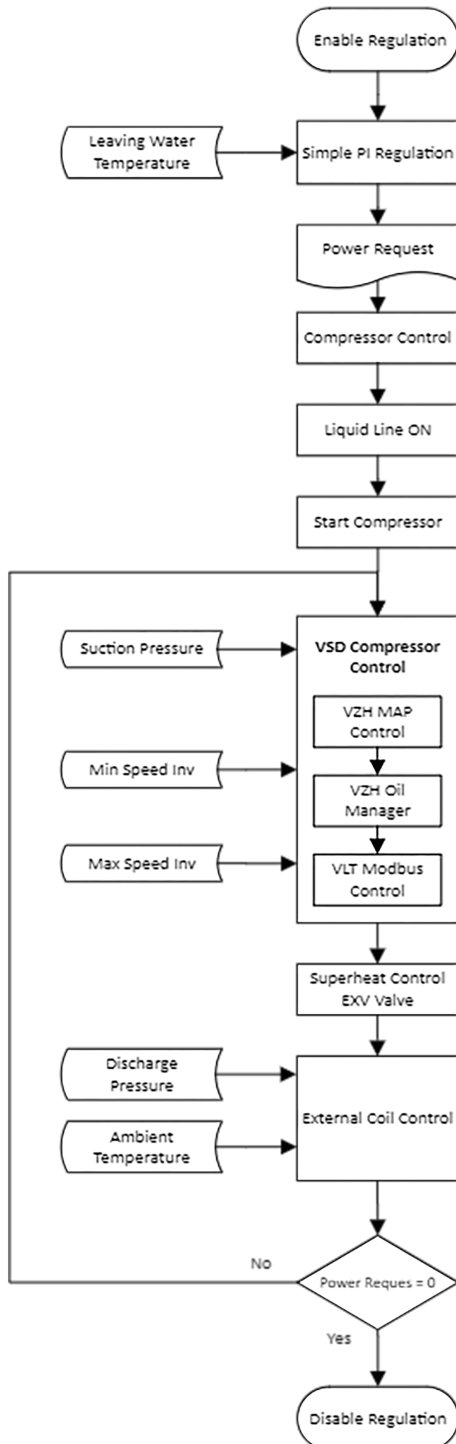 Enable Regulation
Leaving Water
Temperature
Simple PI Regulation
Power Request
Compressor Control
Liquid Line ON
Start Compressor
Suction Pressure
VSD Compressor
Control
VZH MAP
Control
Min Speed Inv
VZH Oil
Manager
Max Speed Inv
VLT Modbus
Control
Superheat Control
EXV Valve
Discharge
Pressure
External Coil Control
Ambient
Temperature
No
Power Reques = 0
Yes
Disable Regulation